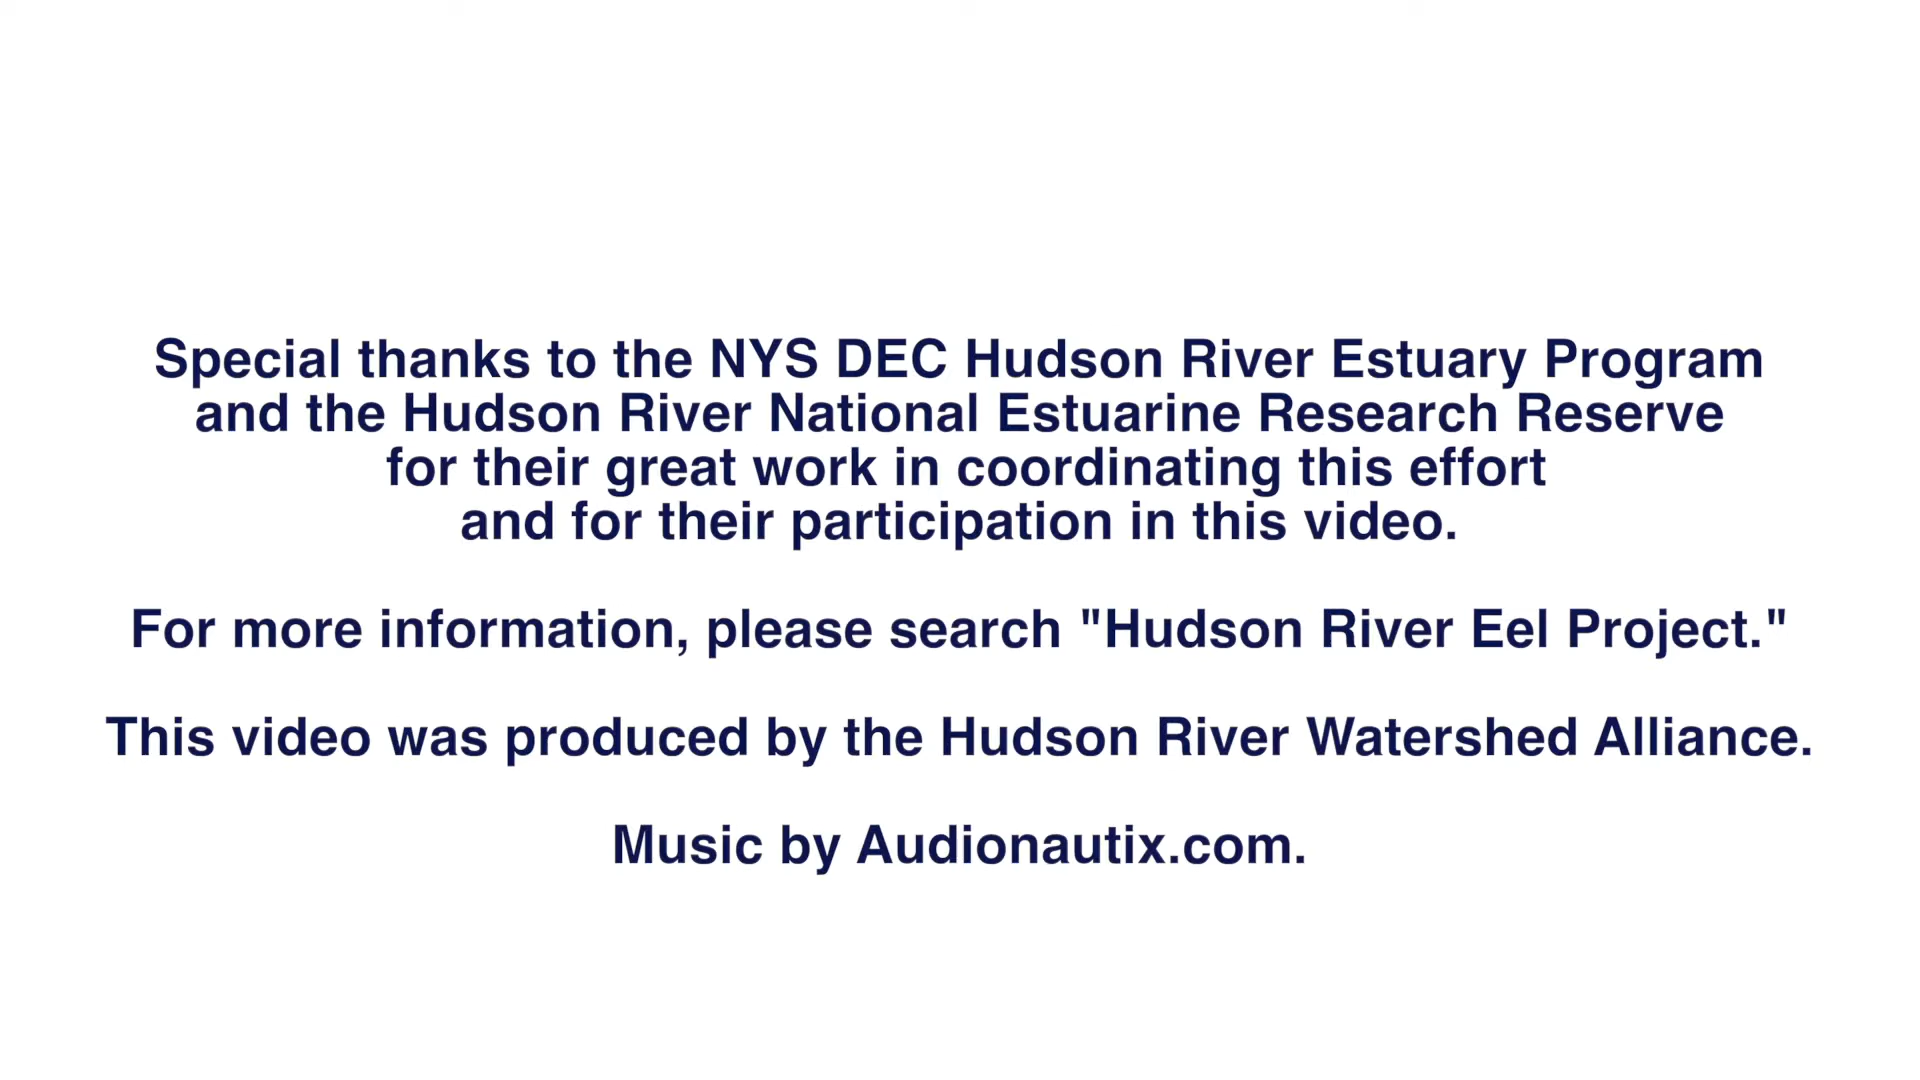 Special thanks to the NYS DEC Hudson River Estuary Program
and the Hudson River National Estuarine Research Reserve
for their great work in coordinating this effort
and for their participation in this video.
For more information, please search "Hudson River Eel Project."
This video was produced by the Hudson River Watershed Alliance.
Music by Audionautix.com.